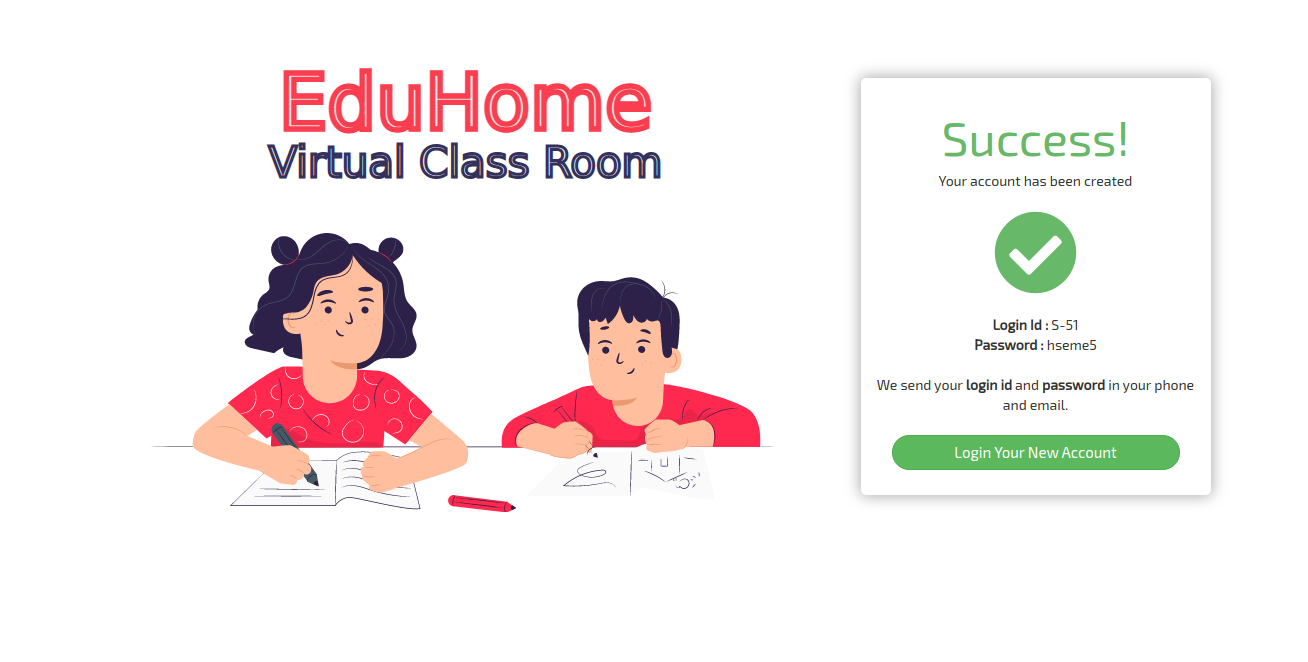 EduHome
Virtual Class Room
Success!
Your account has been created
Login Id : S-51
Password : hseme5
We send your login id and password in your phone
and email.
Login Your New Account